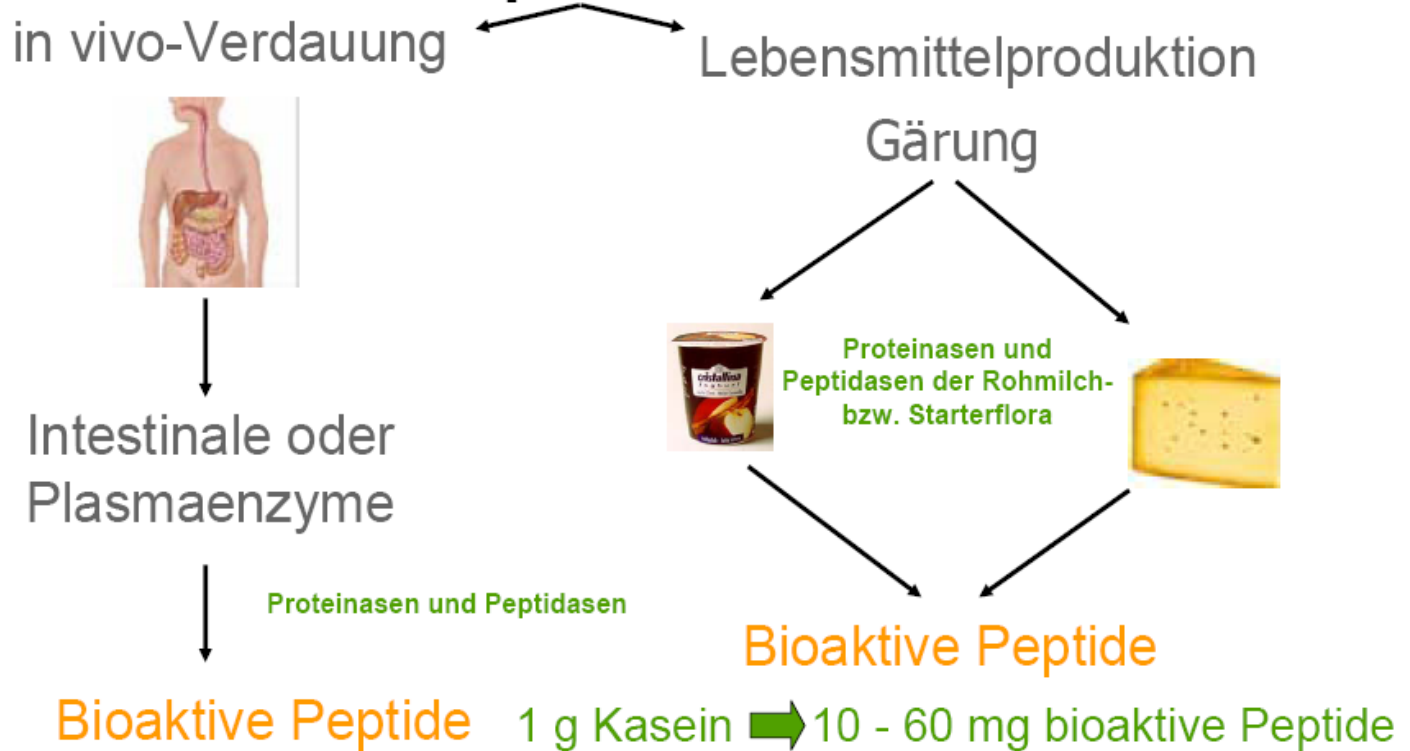 in vivo-Verdauung
Lebensmittelproduktion
Gärung
Proteinasen und
Peptidasen der Rohmilch-
bzw. Starterflora
cristallina
Intestinale oder
Plasmaenzyme
Proteinasen und Peptidasen
Bioaktive Peptide
Bioaktive Peptide
1 g Kasein 10 - 60 mg bioaktive Peptide